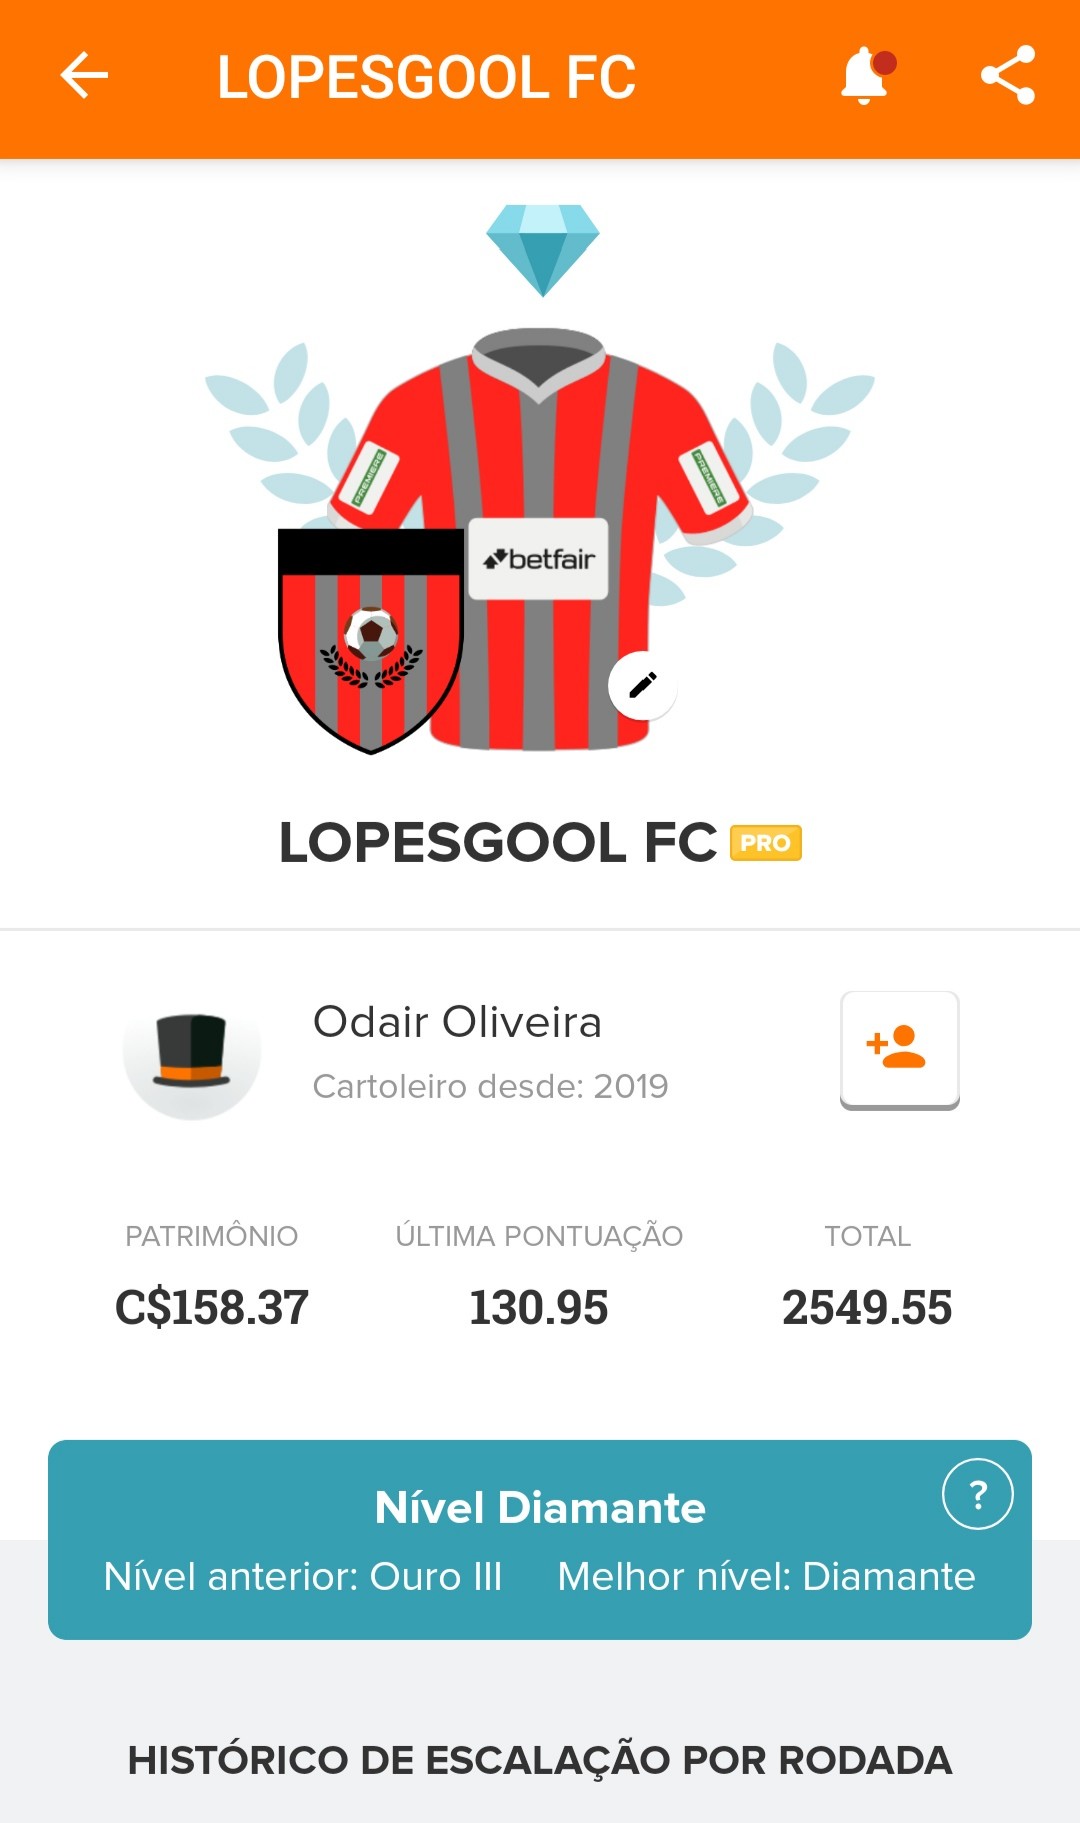 LOPESGOOL FC
PREMIERE
PREMIERE
betfair
LOPESGOOL FC PRO
Odair Oliveira
Cartoleiro desde: 2019
PATRIMÔNIO ÚLTIMA PONTUAÇÃO TOTAL
C$158.37 130.95 2549.55
Nível Diamante ?
Nível anterior: Ouro III Melhor nível: Diamante
HISTÓRICO DE ESCALAÇÃO POR RODADA